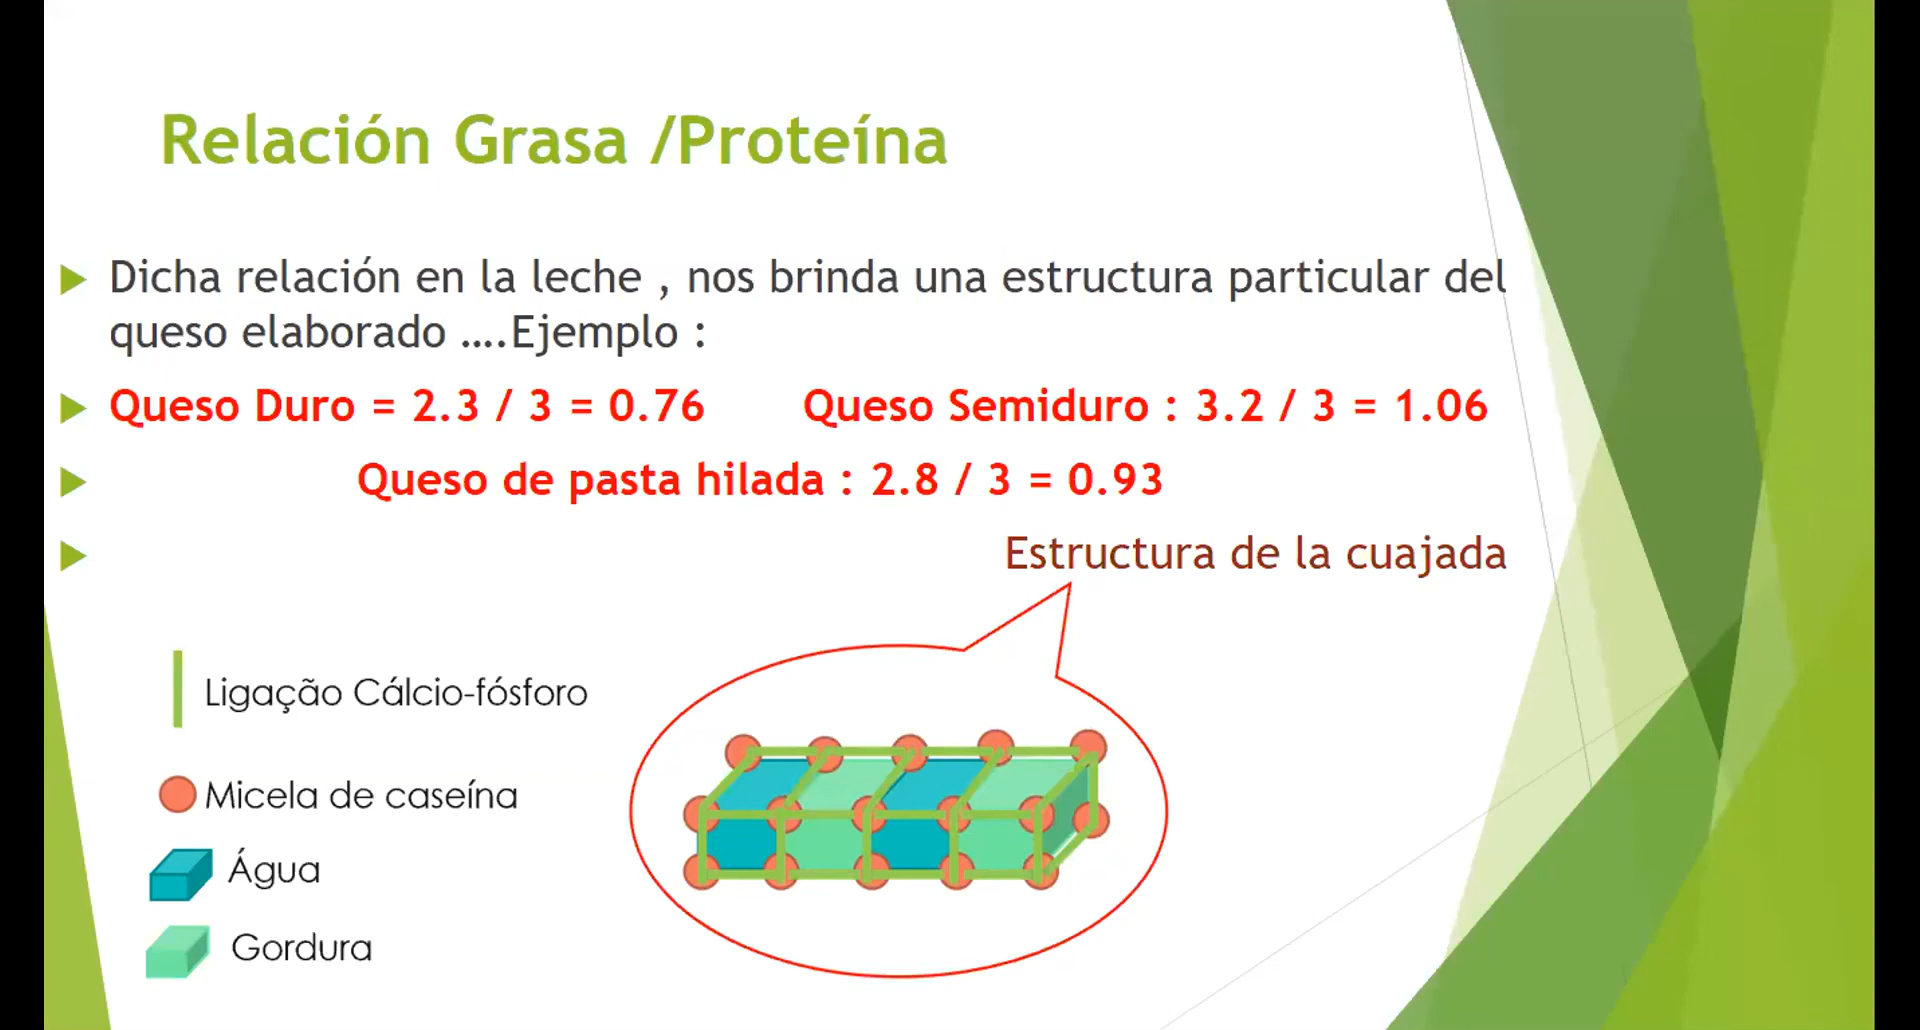 Relación Grasa /Proteína
Dicha relación en la leche , nos brinda una estructura particular del
queso elaborado ....Ejemplo :
Queso Duro = 2.3 / 3 = 0.76 Queso Semiduro : 3.2 / 3 = 1.06
Queso de pasta hilada : 2.8 / 3 = 0.93
Estructura de la cuajada
Ligação Cálcio-fósforo
Micela de caseína
Água
Gordura